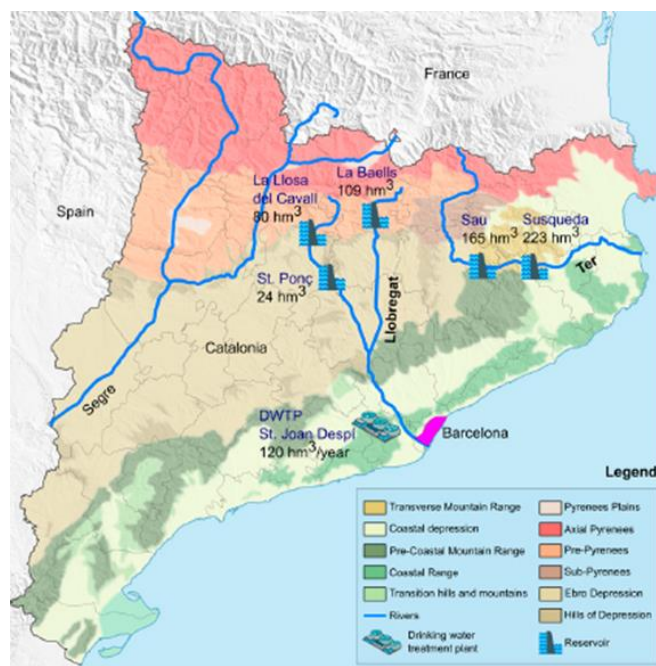 France
Spain
La Llosa
del Cavall
80 hm³
La Baells
109 hm³
Sau
165 hm³
Susqueda
223 hm³
Ter
St. Ponç
24 hm³
Llobregat
Catalonia
Segre
DWTP
St. Joan Despí
120 hm³/year
Barcelona
Legend
Transverse Mountain Range
Coastal depression
Pre-Coastal Mountain Range
Coastal Range
Transition hills and mountains
Rivers
Drinking water
treatment plant
Pyrenees Plains
Axial Pyrenees
Pre-Pyrenees
Sub-Pyrenees
Ebro Depression
Hills of Depression
Reservoir